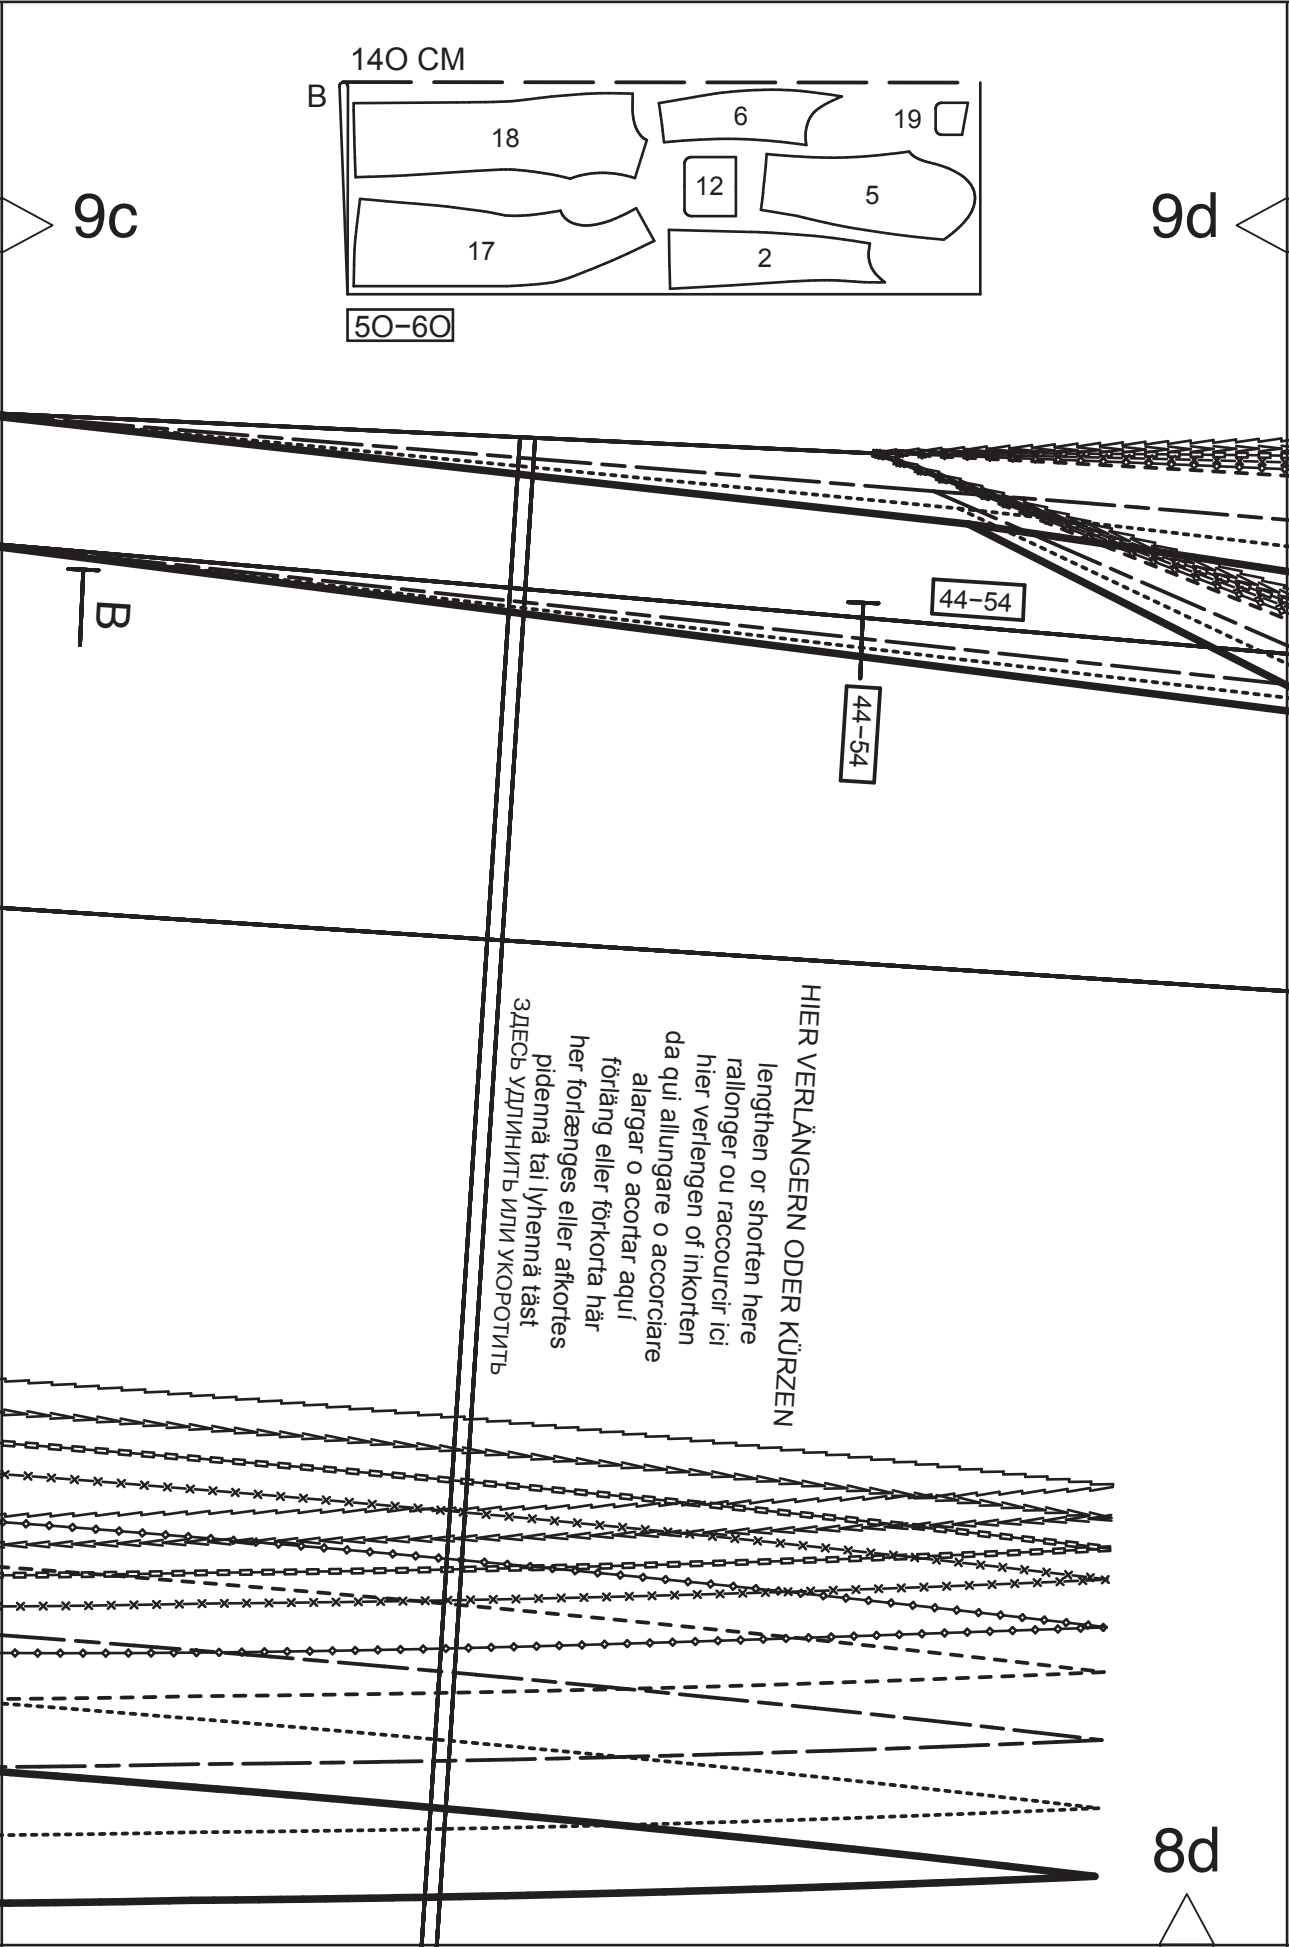 14O CM
B
18
6
19
12
5
17
2
5O−6O
9c
9d
44−54
B
44−54
HIER VERLÄNGERN ODER KÜRZEN
lengthen or shorten here
rallonger ou raccourcir ici
hier verlengen of inkorten
da qui allungare o accorciare
alargar o acortar aquí
förläng eller förkorta här
her forlænges eller afkortes
pidennä tai lyhennä täst
ЗДЕСЬ УДЛИНИТЬ ИЛИ УКОРОТИТЬ
8d